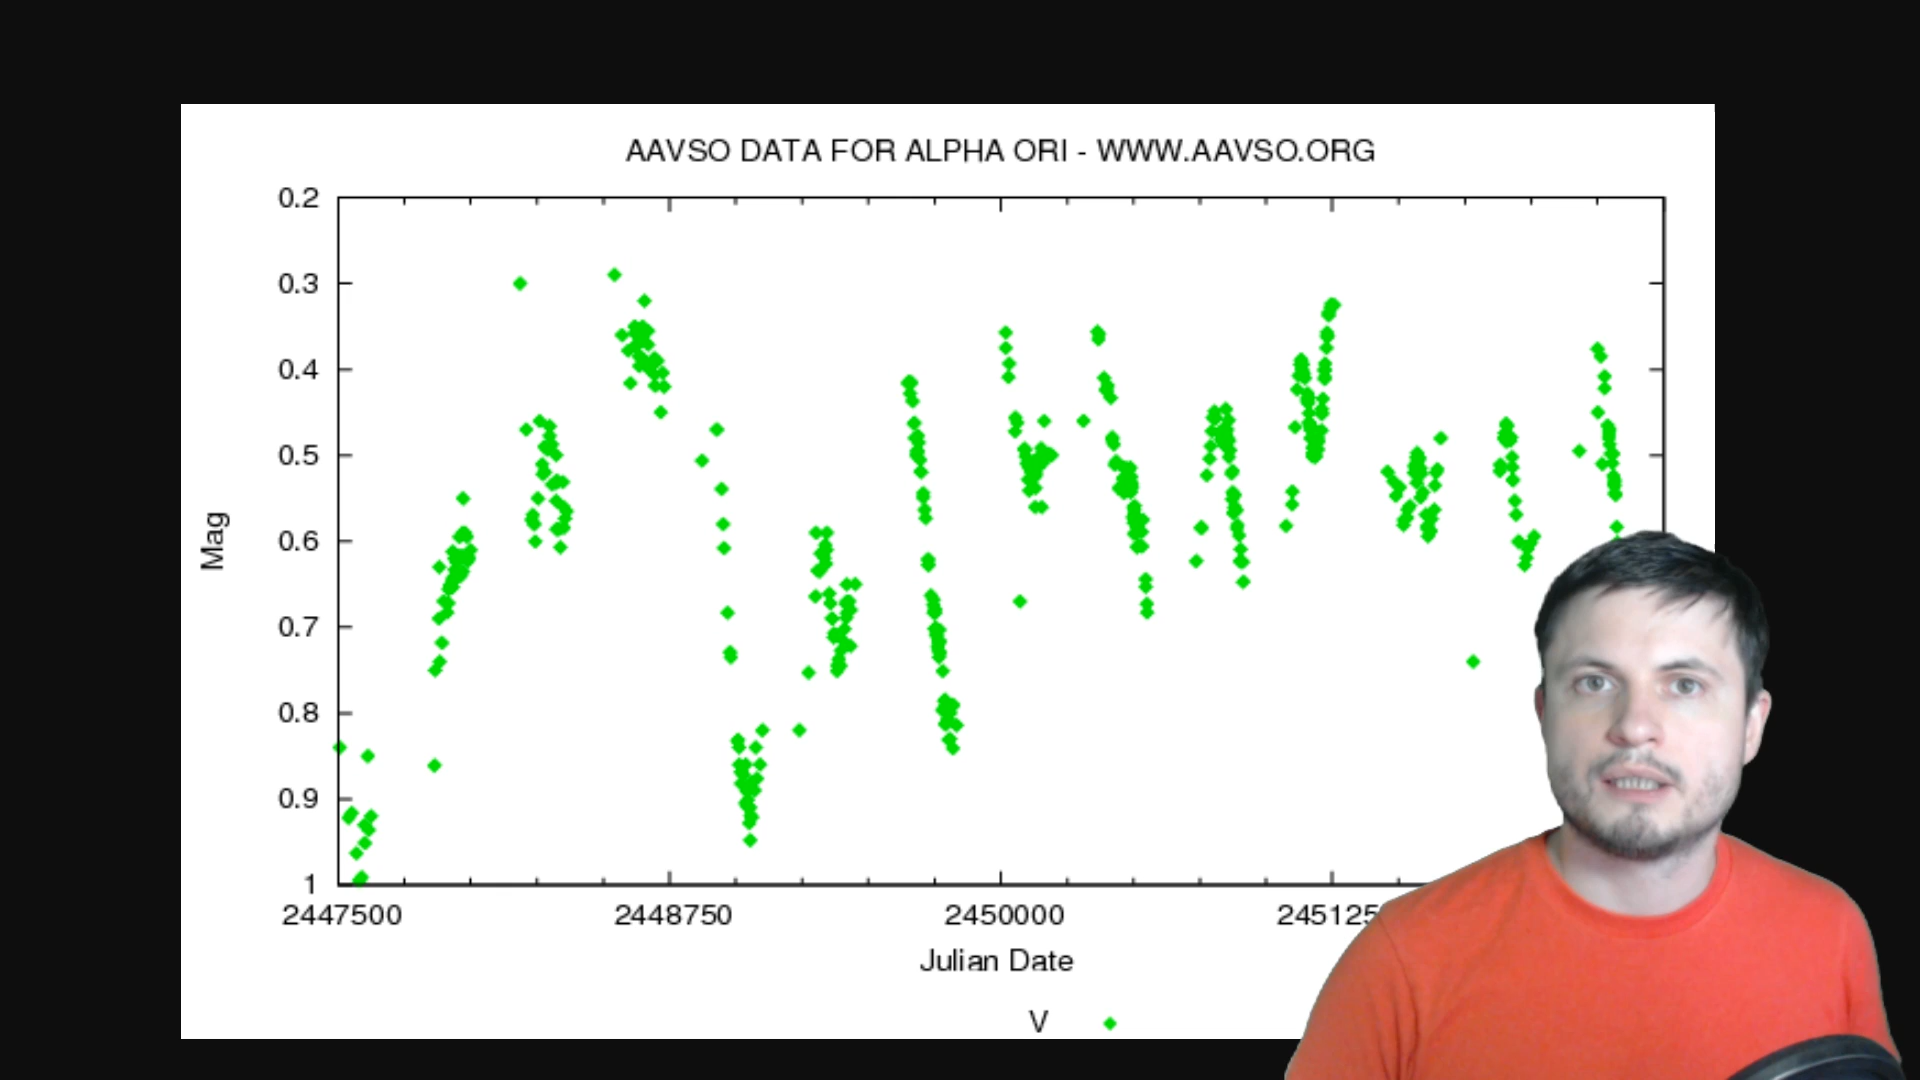 AAVSO DATA FOR ALPHA ORI - WWW.AAVSO.ORG
0.2
0.3
0.4
0.5
0.6
0.7
0.8
0.9
1
Mag
2447500 2448750 2450000 245125
Julian Date
V